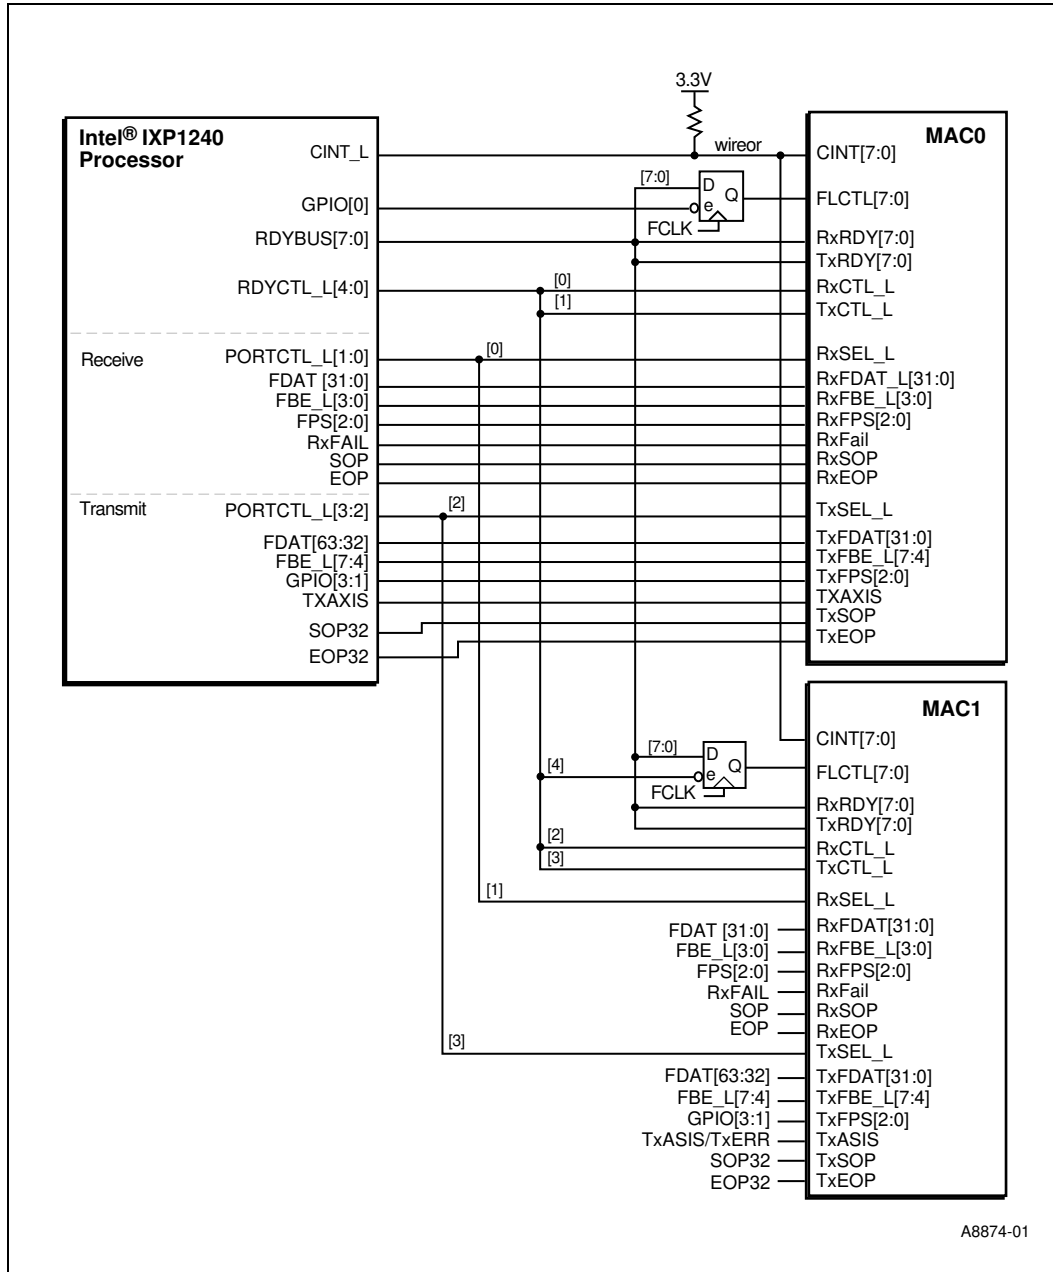 3.3V
Intel® IXP1240
Processor
CINT_L
GPIO[0]
RDYBUS[7:0]
RDYCTL_L[4:0]
Receive
PORTCTL_L[1:0]
FDAT [31:0]
FBE_L[3:0]
FPS[2:0]
RxFAIL
SOP
EOP
Transmit
PORTCTL_L[3:2]
FDAT[63:32]
FBE_L[7:4]
GPIO[3:1]
TXAXIS
SOP32
EOP32
wireor
[7:0]
D
Q
e
FCLK
[0]
[1]
[0]
[2]
MAC0
CINT[7:0]
FLCTL[7:0]
RxRDY[7:0]
TxRDY[7:0]
RxCTL_L
TxCTL_L
RxSEL_L
RxFDAT_L[31:0]
RxFBE_L[3:0]
RxFPS[2:0]
RxFail
RxSOP
RxEOP
TxSEL_L
TxFDAT[31:0]
TxFBE_L[7:4]
TxFPS[2:0]
TXAXIS
TxSOP
TxEOP
[7:0]
D
Q
e
FCLK
[4]
[2]
[3]
[1]
[3]
FDAT [31:0]
FBE_L[3:0]
FPS[2:0]
RxFAIL
SOP
EOP
FDAT[63:32]
FBE_L[7:4]
GPIO[3:1]
TxASIS/TxERR
SOP32
EOP32
MAC1
CINT[7:0]
FLCTL[7:0]
RxRDY[7:0]
TxRDY[7:0]
RxCTL_L
TxCTL_L
RxSEL_L
RxFDAT[31:0]
RxFBE_L[3:0]
RxFPS[2:0]
RxFail
RxSOP
RxEOP
TxSEL_L
TxFDAT[31:0]
TxFBE_L[7:4]
TxFPS[2:0]
TxASIS
TxSOP
TxEOP
A8874-01